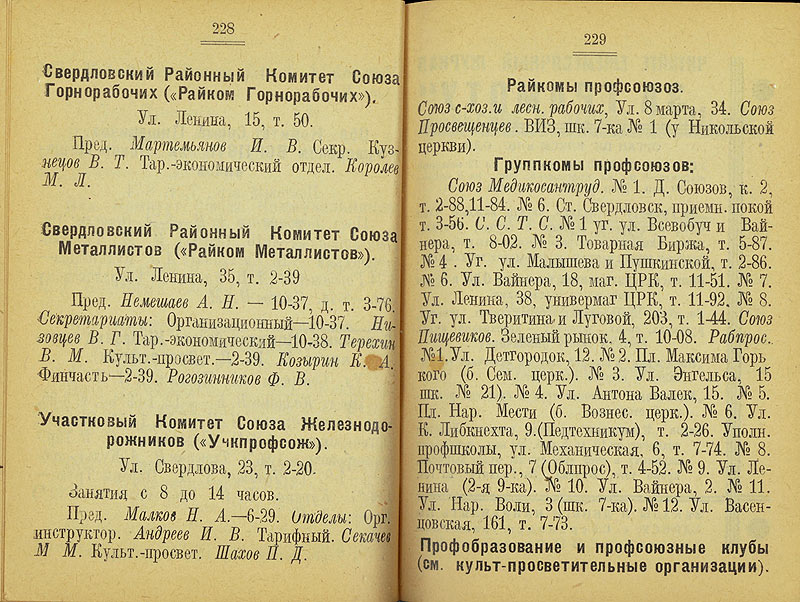 228
Свердловский Районный Комитет Союза
Горнорабочих («Райком Горнорабочих»).
Ул. Ленина, 15, т. 50.
Пред. Мартемьянов И. В. Секр. Куз-
нецов В. Т. Тар.-экономический отдел. Королев
М. Л.
Свердловский Районный Комитет Союза
Металлистов («Райком Металлистов»).
Ул. Ленина, 35, т. 2-39
Пред. Немешаев А. Н. — 10-37, д. т. 3-76.
Секретариаты: Организационный—10-37. Ни-
зовцев В. Г. Тар.-экономический—10-38. Терехин
В. М. Культ.-просвет.—2-39. Козырин К. А.
Финчасть—2-39. Рогозинников Ф. В.
Участковый Комитет Союза Железнодо-
рожников («Учкпрофсож»).
Ул. Свердлова, 23, т. 2-20.
Занятия с 8 до 14 часов.
Пред. Малков Н. А.—6-29. Отделы: Орг.
инструктор. Андреев И. В. Тарифный. Секачев
М М. Культ.-просвет. Шахов П. Д.
229
Райкомы профсоюзоз.
Союз с-хоз.и лесн. рабочих, Ул. 8 марта, 34. Союз
Просвещенцев. ВИЗ, шк. 7-ка № 1 (у Никольской
церкви).
Группкомы профсоюзов:
Союз Медикосантруд. № 1. Д. Союзов, к. 2,
т. 2-88,11-84. № 6. Ст. Свердловск, приемн. покой
т. 3-56. С. С. Т. С. № 1 уг. ул. Всевобуч и Вай-
нера, т. 8-02. № 3. Товарная Биржа, т. 5-87.
№ 4 . Уг. ул. Малышева и Пушкинской, т. 2-86.
№ 6. Ул. Вайнера, 18, маг. ЦРК, т. 11-51. № 7.
Ул. Ленина, 38, универмаг ЦРК, т. 11-92, № 8.
Уг. ул. Тверитина и Луговой, 203, т. 1-44. Союз
Пищевиков. Зеленый рынок. 4, т. 10-08. Рабпрос.
№1.Ул. Детгородок, 12. № 2. Пл. Максима Горь
кого (б. Сем. церк.). № 3. Ул. Энгельса, 15
шк. № 21). № 4. Ул. Антона Валек, 15. № 5.
Пл. Нар. Мести (б. Вознес. церк.). № 6. Ул.
К. Либкнехта, 9.(Педтехникум), т. 2-26. Уполн.
профшколы, ул. Механическая, 6, т. 7-74. № 8.
Почтовый пер., 7 (Облпрос), т. 4-52. № 9. Ул. Ле-
нина (2-я 9-ка). № 10. Ул. Вайнера, 2. № 11.
Ул. Нар. Воли, 3 (шк. 7-ка). № 12. Ул. Васен-
цовская, 161, т. 7-73.
Профобразование и профсоюзные клубы
(см. культ-просветительные организации).